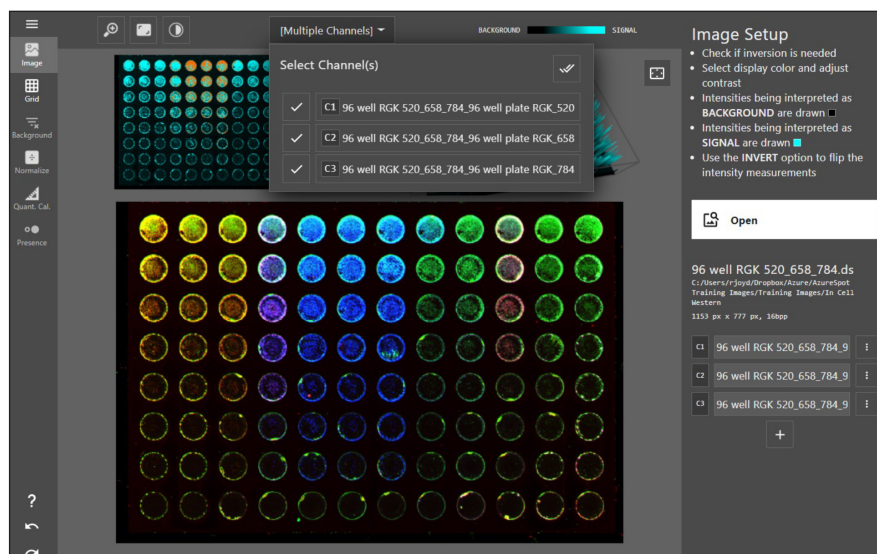 Image
Grid
Background
Normalize
Quant. Cal.
Presence
?
[Multiple Channels]
BACKGROUND
SIGNAL
Select Channel(s)
C1 96 well RGK 520_658_784_96 well plate RGK_520
C2 96 well RGK 520_658_784_96 well plate RGK_658
C3 96 well RGK 520_658_784_96 well plate RGK_784
Image Setup
• Check if inversion is needed
• Select display color and adjust
contrast
• Intensities being interpreted as
BACKGROUND are drawn
• Intensities being interpreted as
SIGNAL are drawn
• Use the INVERT option to flip the
intensity measurements
Open
96 well RGK 520_658_784.ds
C:/Users/rjoyd/Dropbox/Azure/AzureSpot
Training Images/Training Images/In Cell
Western
1153 px x 777 px, 16bpp
C1 96 well RGK 520_658_784_9
C2 96 well RGK 520_658_784_9
C3 96 well RGK 520_658_784_9
+